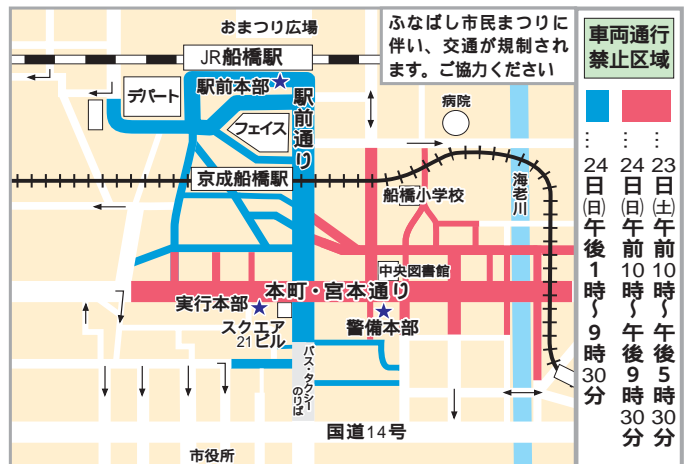 おまつり広場
JR船橋駅
駅前本部
デパート
フェイス
駅前通り
京成船橋駅
ふなばし市民まつりに
伴い、交通が規制され
ます。ご協力ください
病院
船橋小学校
海老川
中央図書館
本町・宮本通り
実行本部
スクエア
21ビル
警備本部
バス・タクシー
のりば
国道14号
市役所
車両通行
禁止区域
…23日(土)午前10時〜午後5時30分
…24日(日)午前10時〜午後9時30分
…24日(日)午後1時〜9時30分